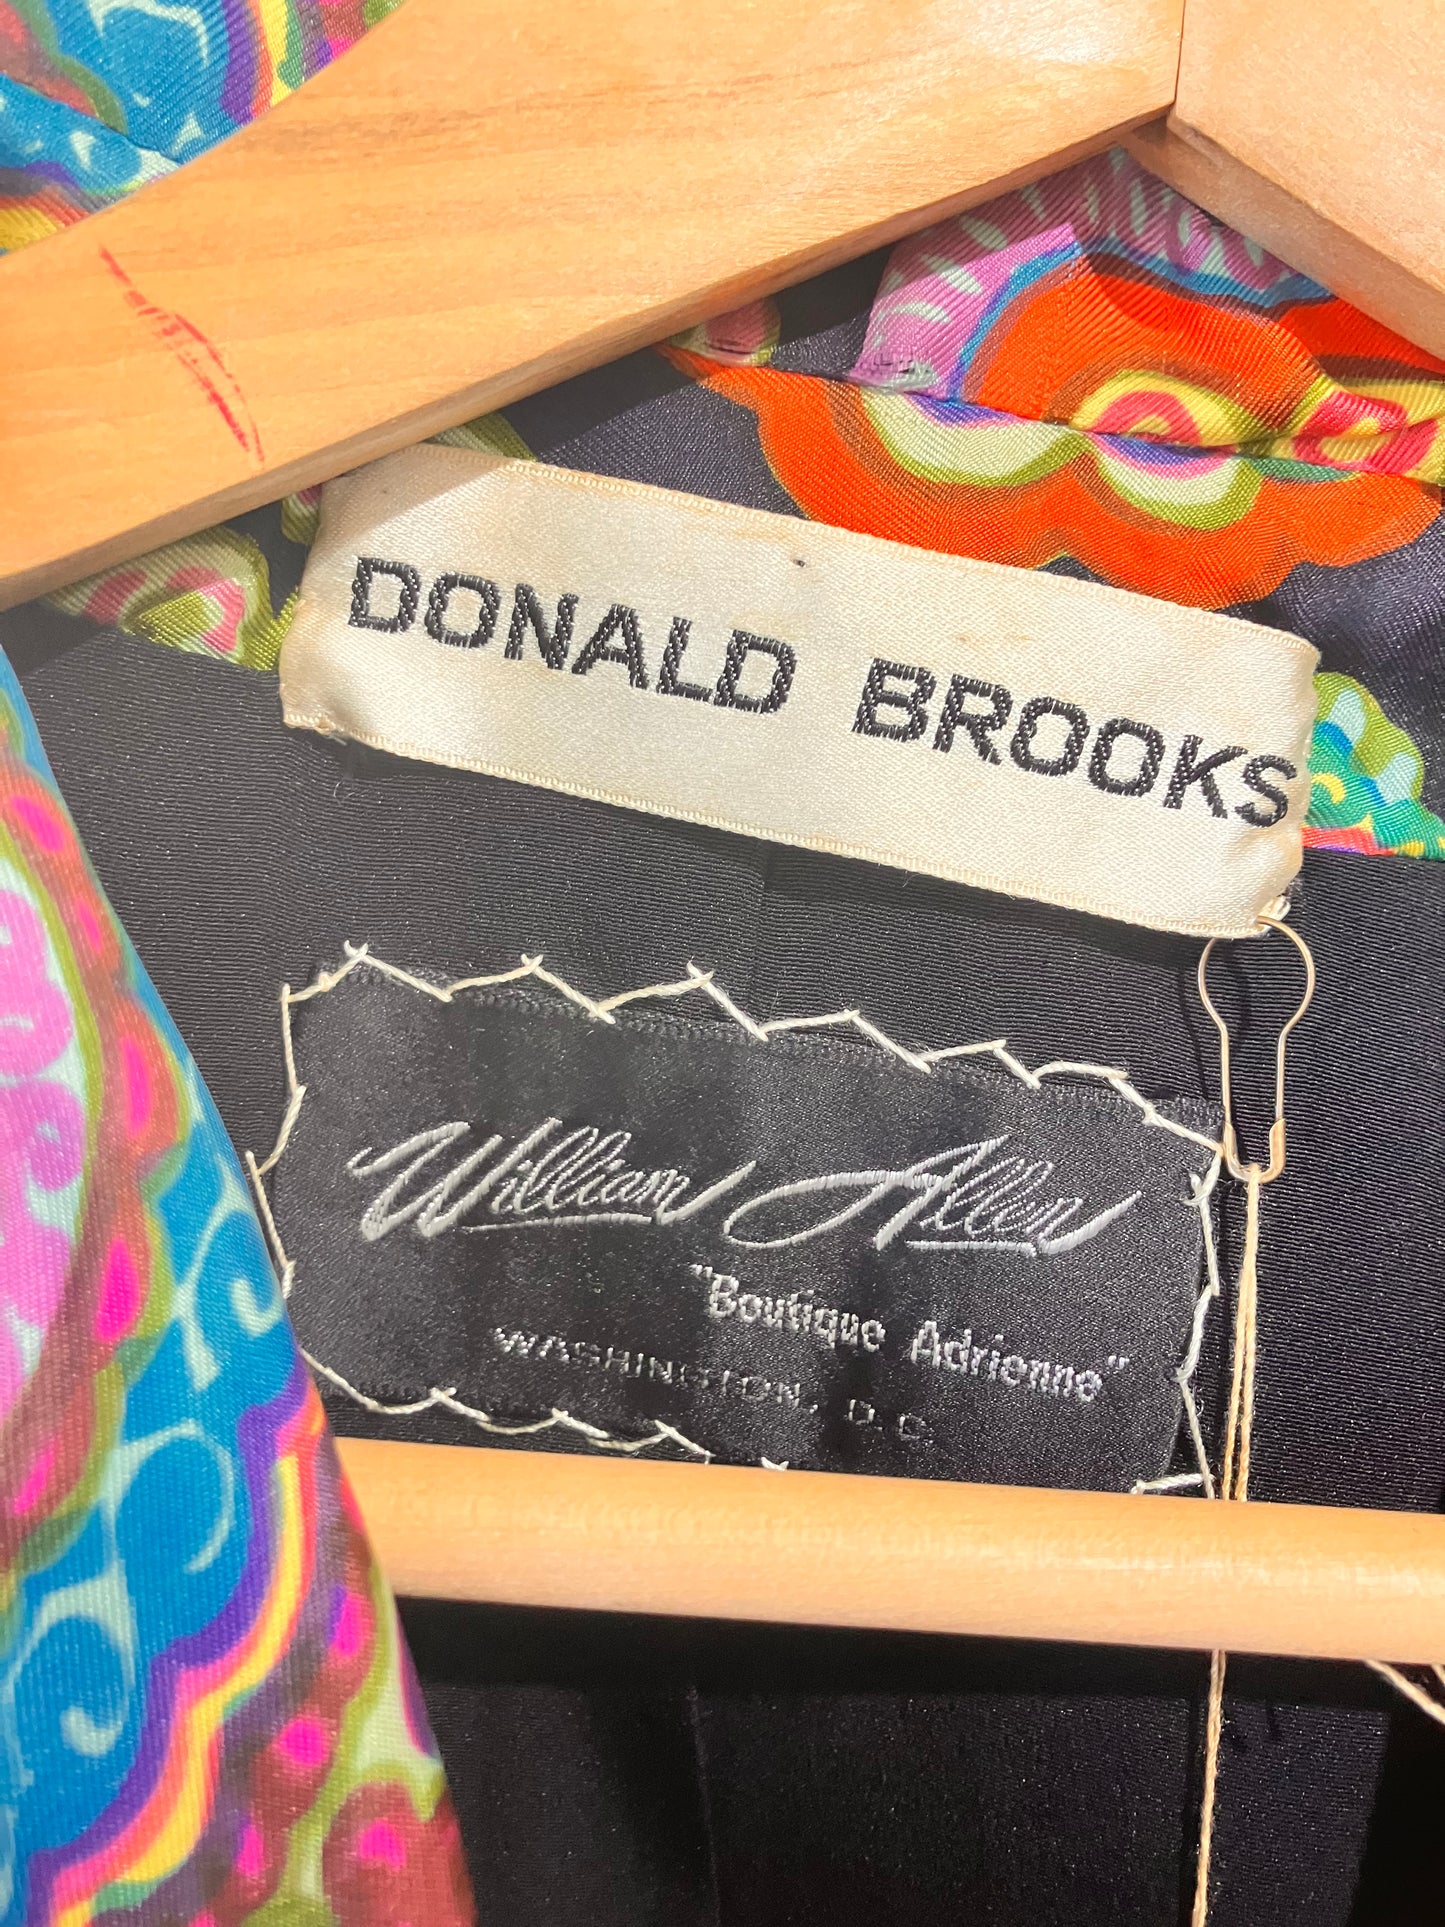 DONALD BROOKS
William Allen
"Boutique Adrienne"
WASHINGTON, D.C.